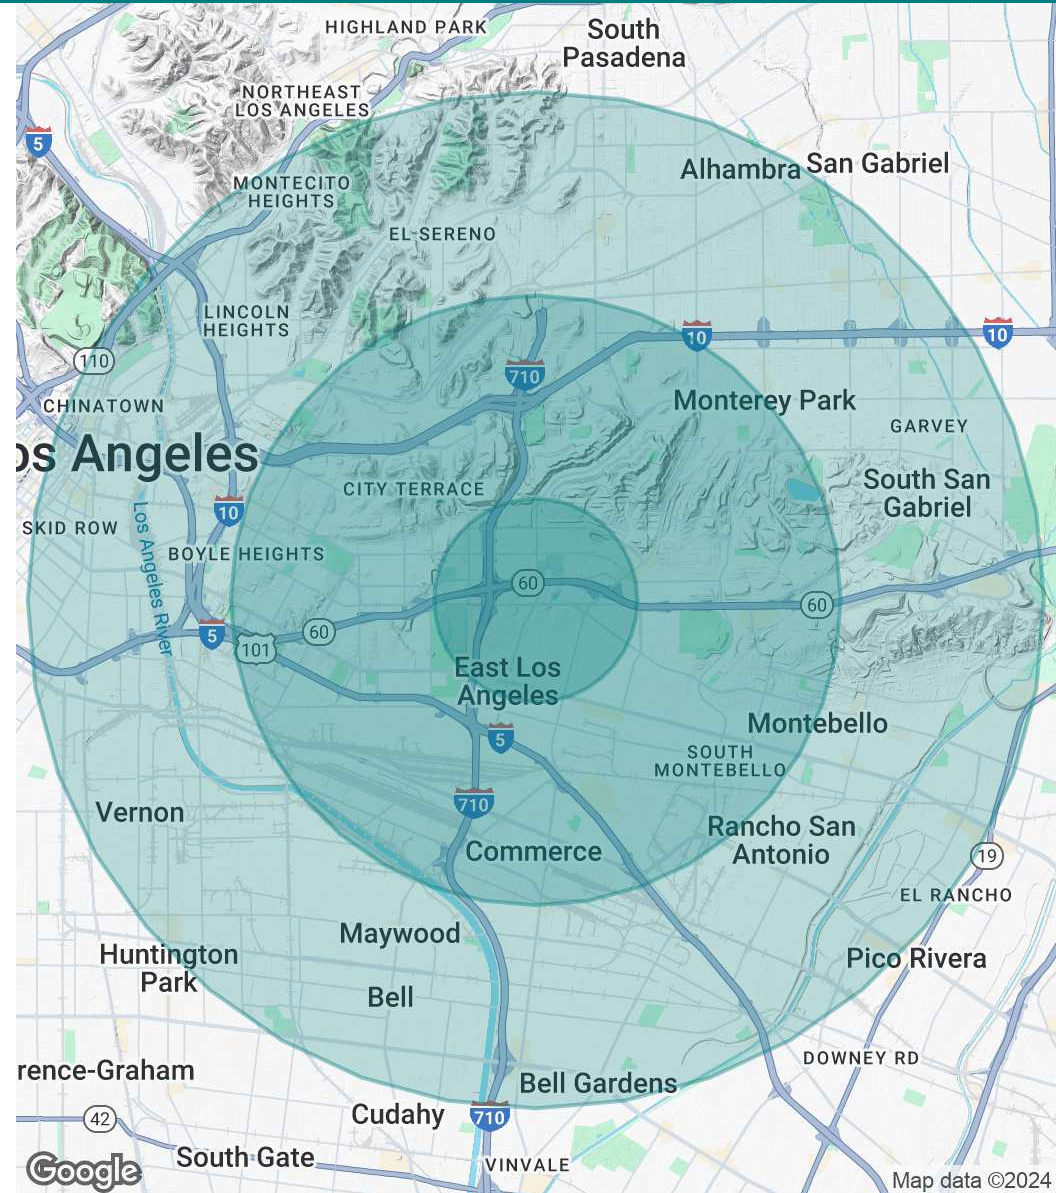 HIGHLAND PARK
South
Pasadena
NORTHEAST
LOS ANGELES
5
MONTECITO
HEIGHTS
Alhambra
San Gabriel
EL SERENO
LINCOLN
HEIGHTS
10
10
110
710
CHINATOWN
Monterey Park
GARVEY
os Angeles
CITY TERRACE
South San
Gabriel
10
SKID ROW
Los Angeles River
BOYLE HEIGHTS
60
60
60
5
101
East Los
Angeles
5
Montebello
SOUTH
MONTEBELLO
710
Vernon
Rancho San
Antonio
Commerce
19
EL RANCHO
Maywood
Huntington
Park
Pico Rivera
Bell
rence-Graham
DOWNEY RD
Bell Gardens
42
Cudahy
710
South Gate
VINVALE
Google
Map data ©2024